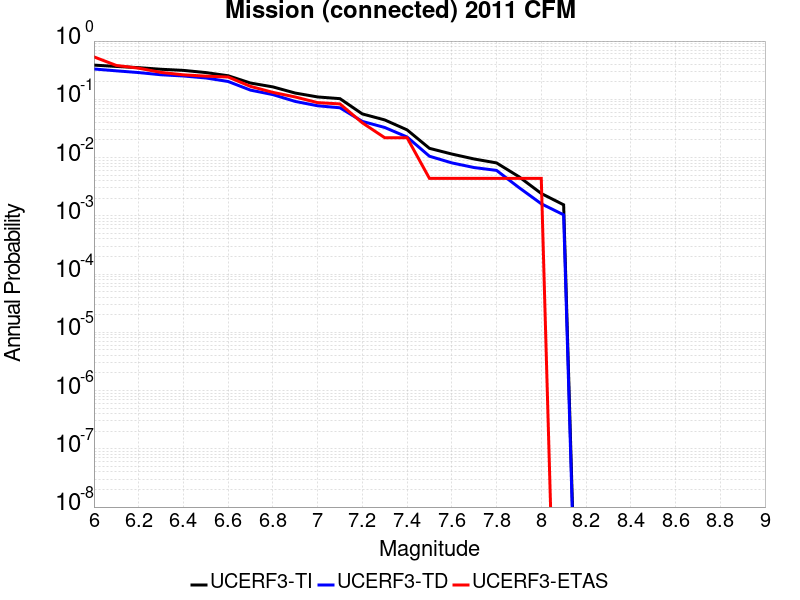 Mission (connected) 2011 CFM
10^0
10^-1
10^-2
10^-3
10^-4
10^-5
10^-6
10^-7
10^-8
Annual Probability
6 6.2 6.4 6.6 6.8 7 7.2 7.4 7.6 7.8 8 8.2 8.4 8.6 8.8 9
Magnitude
UCERF3-TI UCERF3-TD UCERF3-ETAS